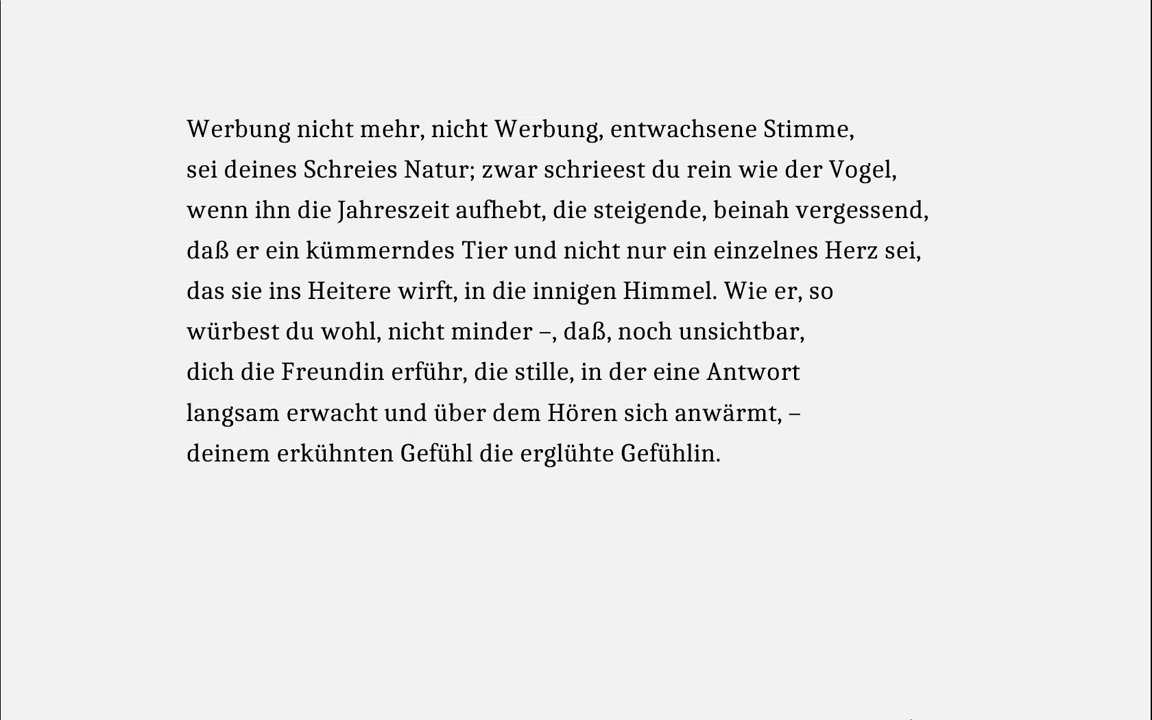 Werbung nicht mehr, nicht Werbung, entwachsene Stimme,
sei deines Schreies Natur; zwar schrieest du rein wie der Vogel,
wenn ihn die Jahreszeit aufhebt, die steigende, beinah vergessend,
daß er ein kümmerndes Tier und nicht nur ein einzelnes Herz sei,
das sie ins Heitere wirft, in die innigen Himmel. Wie er, so
würbest du wohl, nicht minder –, daß, noch unsichtbar,
dich die Freundin erführ, die stille, in der eine Antwort
langsam erwacht und über dem Hören sich anwärmt, –
deinem erkühnten Gefühl die erglühte Gefühlin.